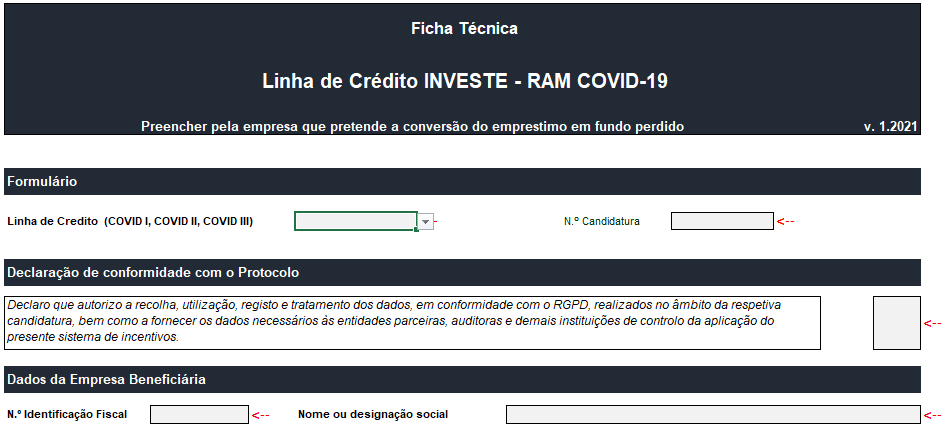 Ficha Técnica
Linha de Crédito INVESTE - RAM COVID-19
Preencher pela empresa que pretende a conversão do emprestimo em fundo perdido v. 1.2021
Formulário
Linha de Credito (COVID I, COVID II, COVID III) - N.º Candidatura <--
Declaração de conformidade com o Protocolo
Declaro que autorizo a recolha, utilização, registo e tratamento dos dados, em conformidade com o RGPD, realizados no âmbito da respetiva
candidatura, bem como a fornecer os dados necessários às entidades parceiras, auditoras e demais instituições de controlo da aplicação do
presente sistema de incentivos.
<--
Dados da Empresa Beneficiária
N.º Identificação Fiscal <-- Nome ou designação social <--